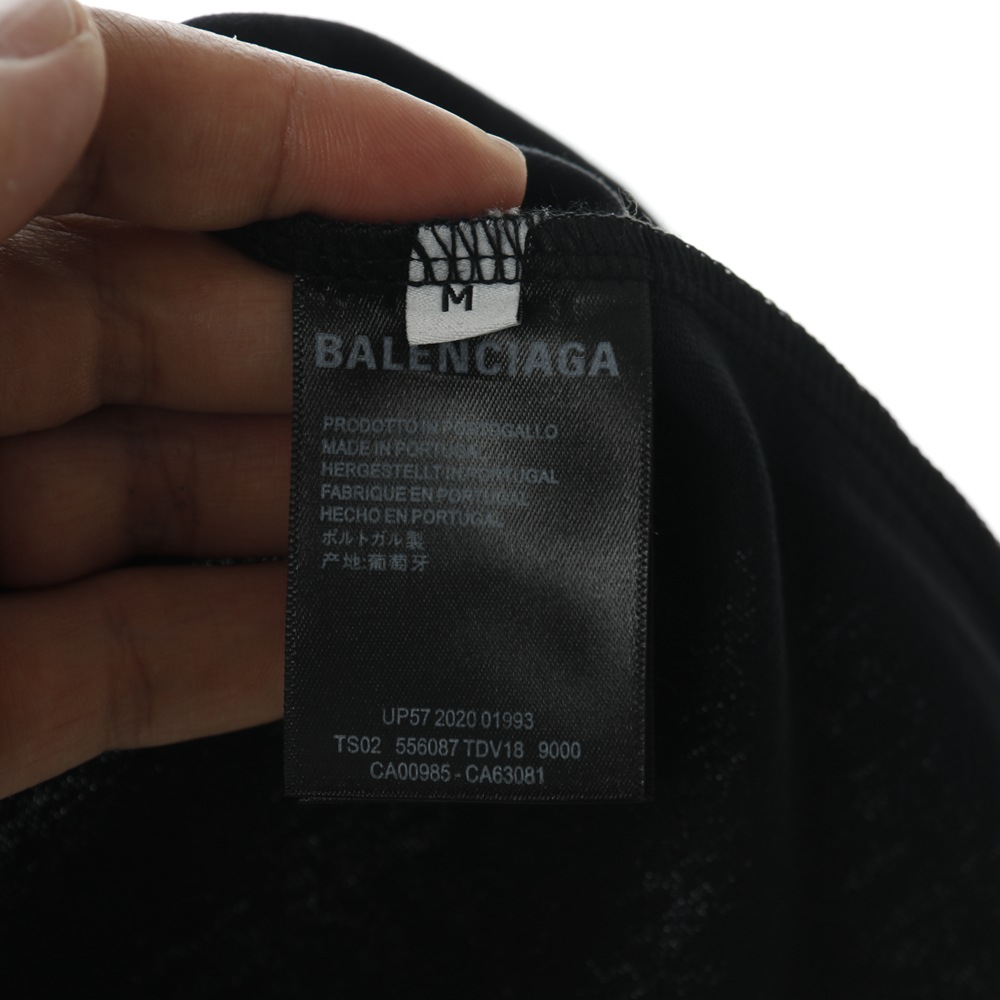 M
BALENCIAGA
PRODOTTO IN PORTOGALLO
MADE IN PORTUGAL
HERGESTELLT IN PORTUGAL
FABRIQUE EN PORTUGAL
HECHO EN PORTUGAL
ポルトガル製
产地:葡萄牙
UP57 2020 01993
TS02 556087 TDV18 9000
CA00985 - CA63081